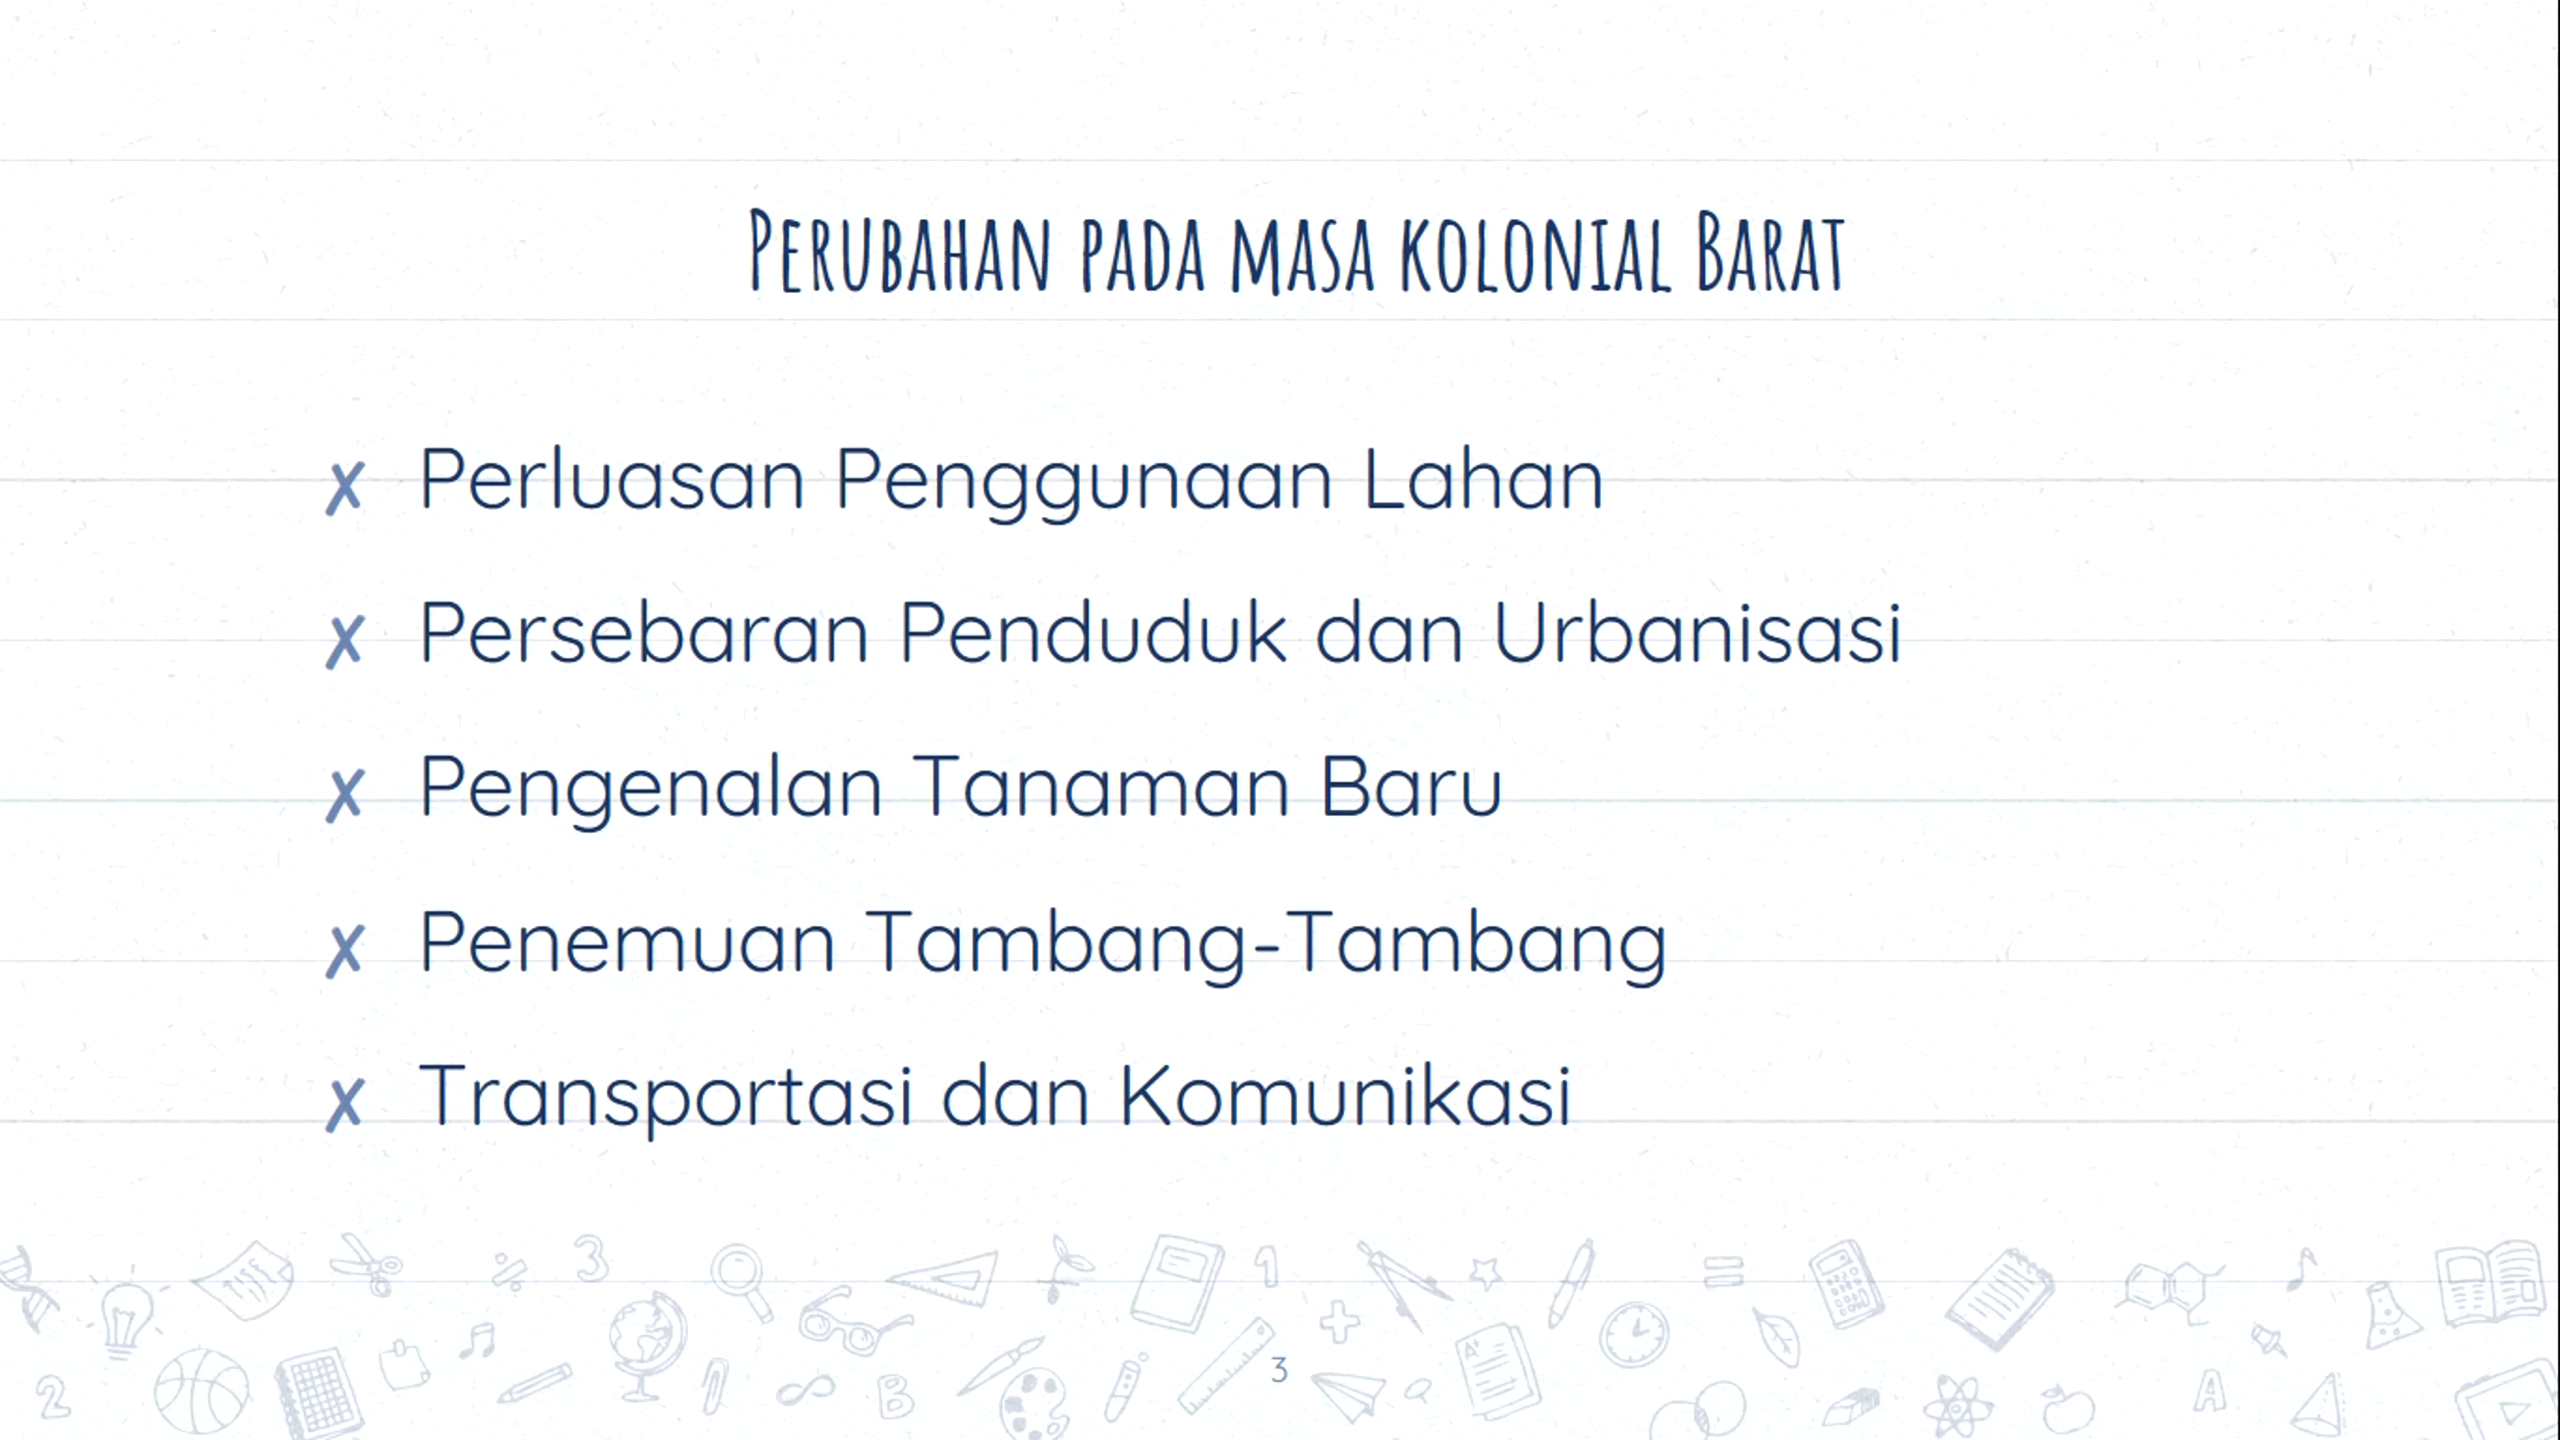 Perubahan pada masa kolonial Barat
✗ Perluasan Penggunaan Lahan
✗ Persebaran Penduduk dan Urbanisasi
✗ Pengenalan Tanaman Baru
✗ Penemuan Tambang-Tambang
✗ Transportasi dan Komunikasi
3